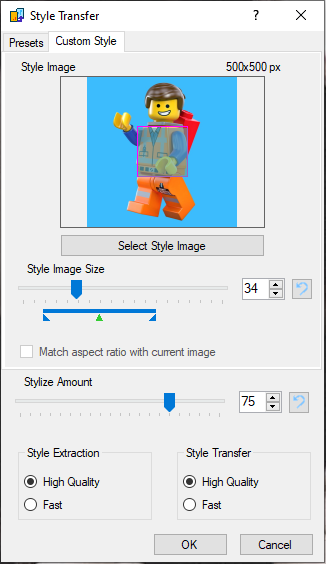 Style Transfer
Presets
Custom Style
Style Image
500x500 px
Select Style Image
Style Image Size
34
Match aspect ratio with current image
Stylize Amount
75
Style Extraction
High Quality
Fast
Style Transfer
High Quality
Fast
OK
Cancel